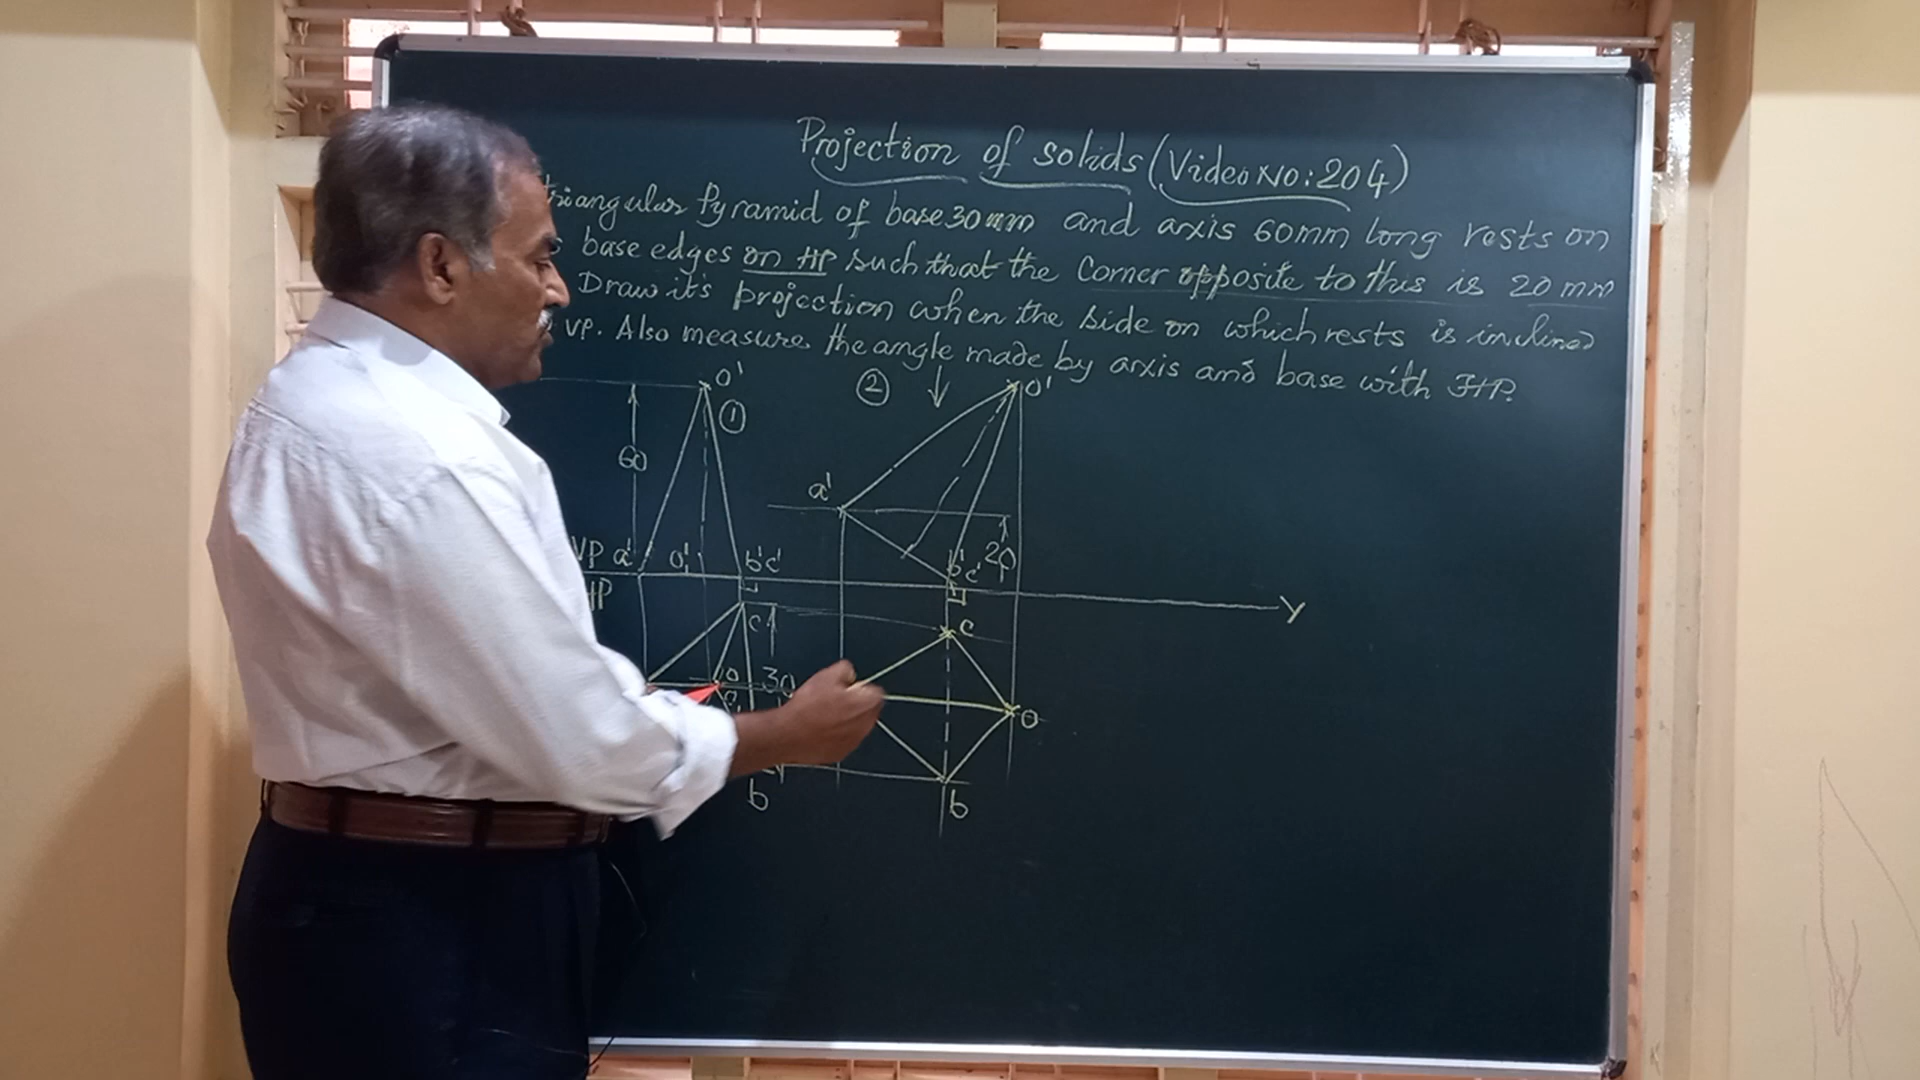 Projection of solids (Video No: 204)
triangular Pyramid of base 30mm and axis 60mm long rests on
base edges on HP such that the Corner opposite to this is 20 mm
Draw it's projection when the side on which rests is inclined
VP. Also measure the angle made by axis and base with HP.
o' 1 2 o'
60
a'
VP a' o1' b'c' b' c' 20
HP
Y
c c
o 30
o
b b